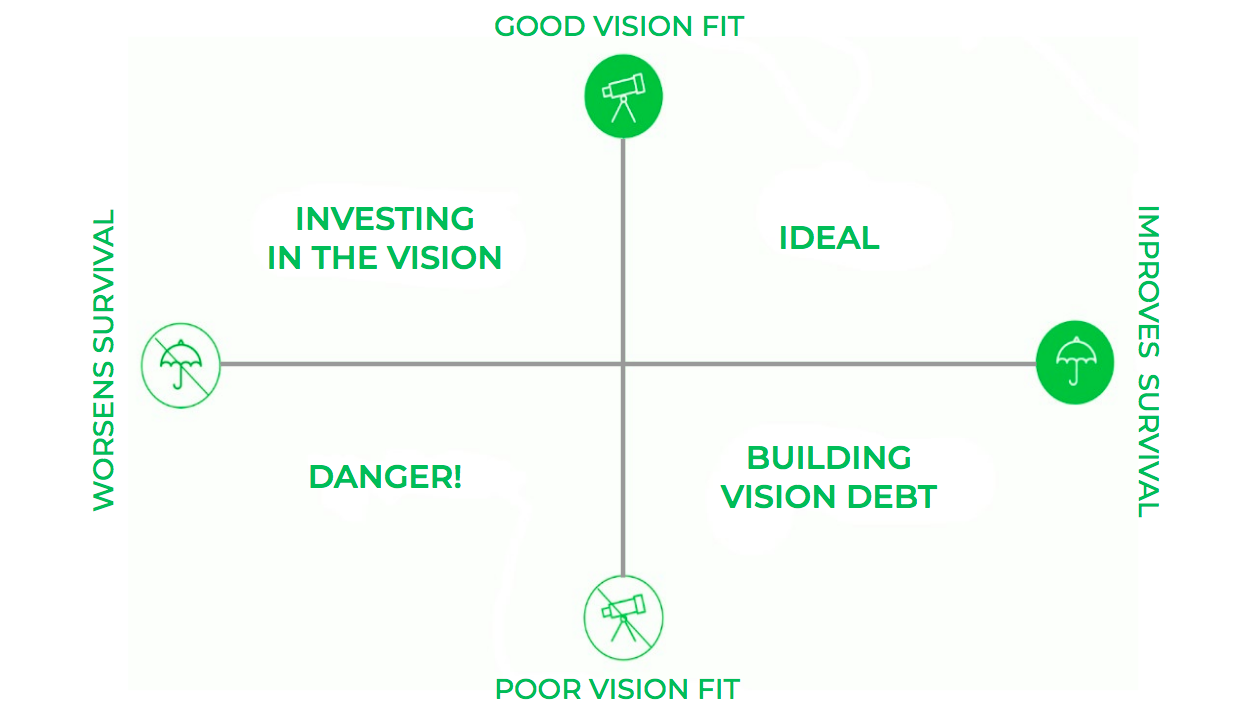 GOOD VISION FIT
INVESTING
IN THE VISION
IDEAL
WORSENS SURVIVAL
IMPROVES SURVIVAL
DANGER!
BUILDING
VISION DEBT
POOR VISION FIT